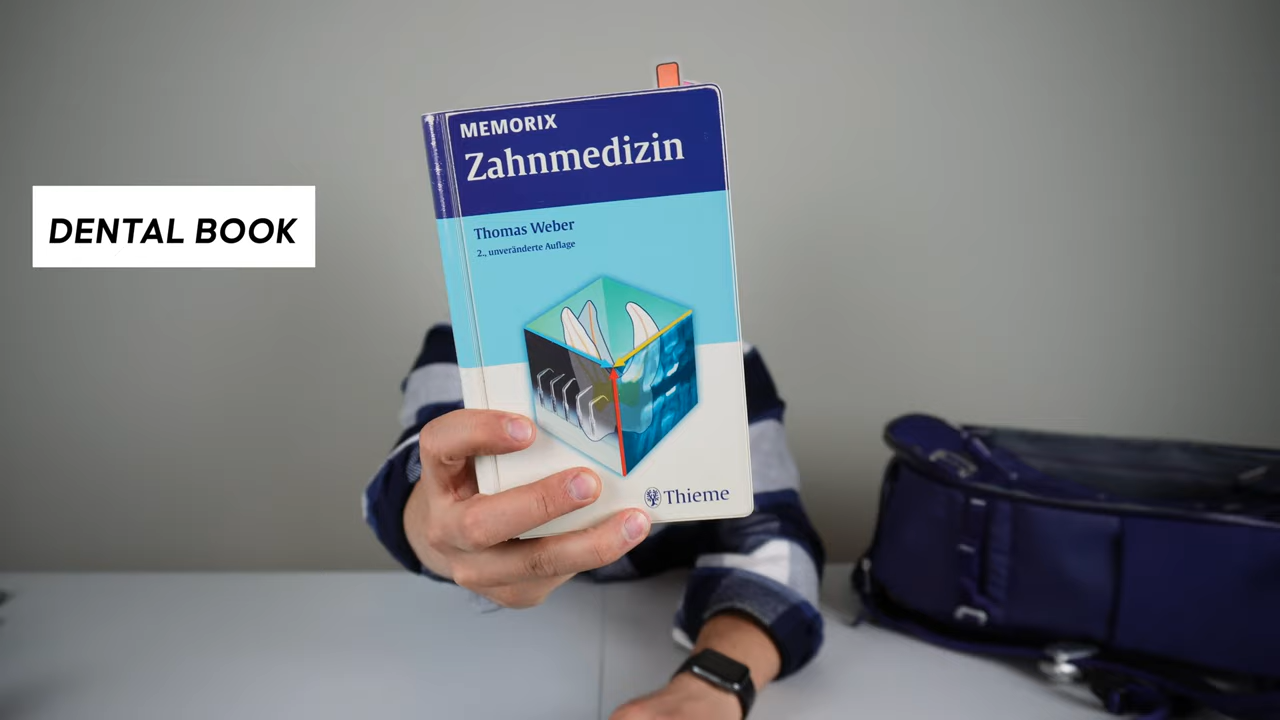 DENTAL BOOK
MEMORIX
Zahnmedizin
Thomas Weber
2., unveränderte Auflage
Thieme